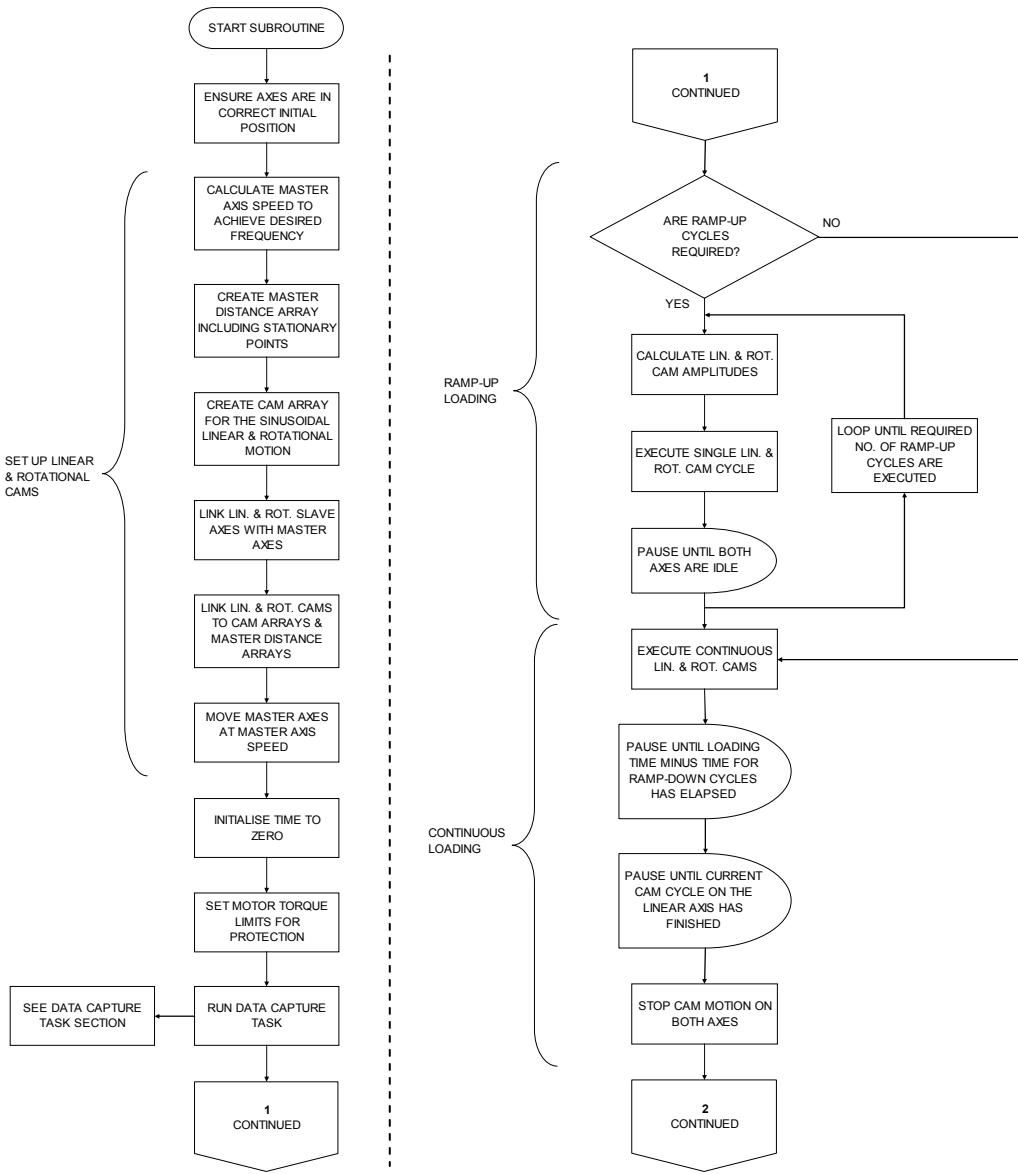 START SUBROUTINE
ENSURE AXES ARE IN
CORRECT INITIAL
POSITION
CALCULATE MASTER
AXIS SPEED TO
ACHIEVE DESIRED
FREQUENCY
CREATE MASTER
DISTANCE ARRAY
INCLUDING STATIONARY
POINTS
CREATE CAM ARRAY
FOR THE SINUSOIDAL
LINEAR & ROTATIONAL
MOTION
SET UP LINEAR
& ROTATIONAL
CAMS
LINK LIN. & ROT. SLAVE
AXES WITH MASTER
AXES
LINK LIN. & ROT. CAMS
TO CAM ARRAYS &
MASTER DISTANCE
ARRAYS
MOVE MASTER AXES
AT MASTER AXIS
SPEED
INITIALISE TIME TO
ZERO
SET MOTOR TORQUE
LIMITS FOR
PROTECTION
SEE DATA CAPTURE
TASK SECTION
RUN DATA CAPTURE
TASK
1
CONTINUED
1
CONTINUED
ARE RAMP-UP
CYCLES
REQUIRED?
NO
YES
RAMP-UP
LOADING
CALCULATE LIN. & ROT.
CAM AMPLITUDES
EXECUTE SINGLE LIN. &
ROT. CAM CYCLE
LOOP UNTIL REQUIRED
NO. OF RAMP-UP
CYCLES ARE
EXECUTED
PAUSE UNTIL BOTH
AXES ARE IDLE
EXECUTE CONTINUOUS
LIN. & ROT. CAMS
PAUSE UNTIL LOADING
TIME MINUS TIME FOR
RAMP-DOWN CYCLES
HAS ELAPSED
CONTINUOUS
LOADING
PAUSE UNTIL CURRENT
CAM CYCLE ON THE
LINEAR AXIS HAS
FINISHED
STOP CAM MOTION ON
BOTH AXES
2
CONTINUED